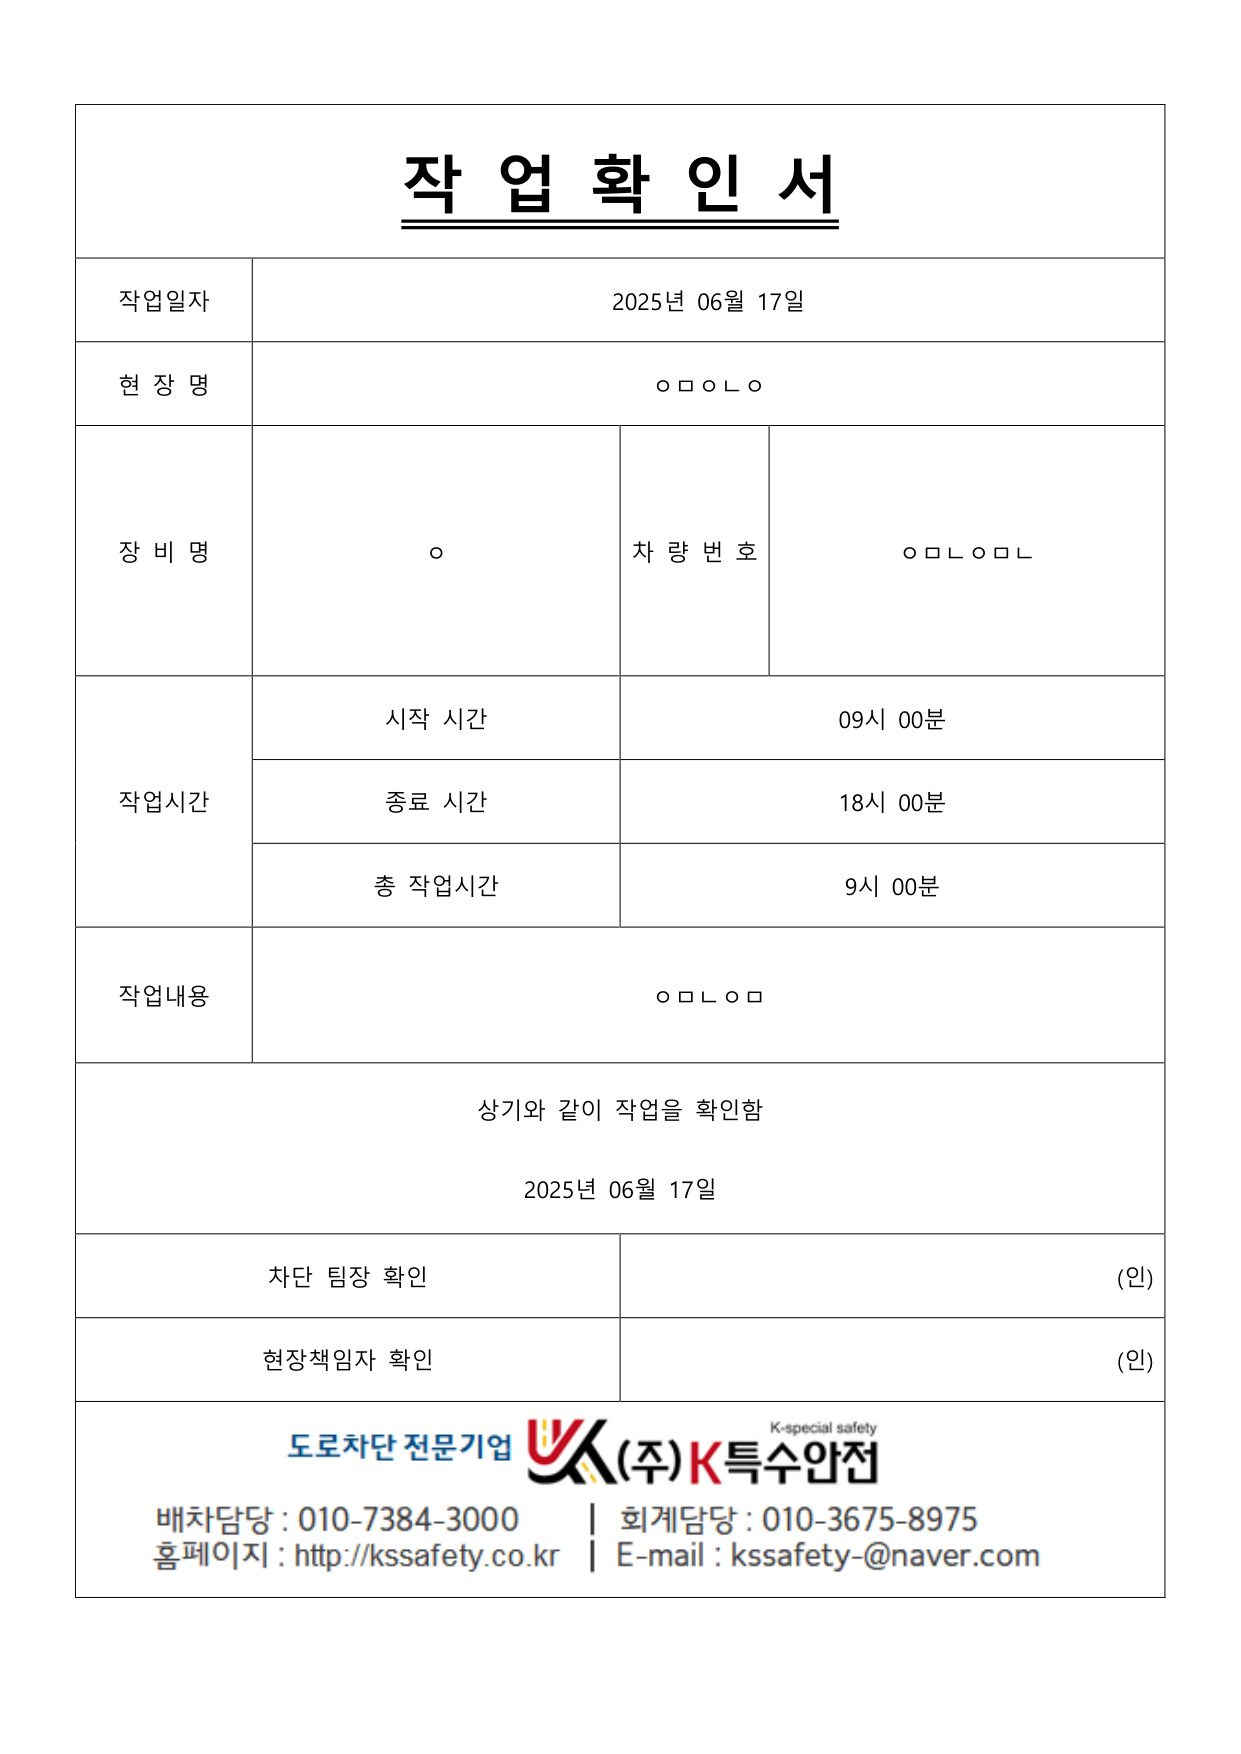 작 업 확 인 서
작업일자 2025년 06월 17일
현 장 명 ㅇㅁㅇㄴㅇ
장 비 명 ㅇ 차 량 번 호 ㅇㅁㄴㅇㅁㄴ
작업시간
시작 시간 09시 00분
종료 시간 18시 00분
총 작업시간 9시 00분
작업내용 ㅇㅁㄴㅇㅁ
상기와 같이 작업을 확인함
2025년 06월 17일
차단 팀장 확인 (인)
현장책임자 확인 (인)
K-special safety
도로차단 전문기업 (주)K특수안전
배차담당 : 010-7384-3000 | 회계담당 : 010-3675-8975
홈페이지 : http://kssafety.co.kr | E-mail : kssafety-@naver.com